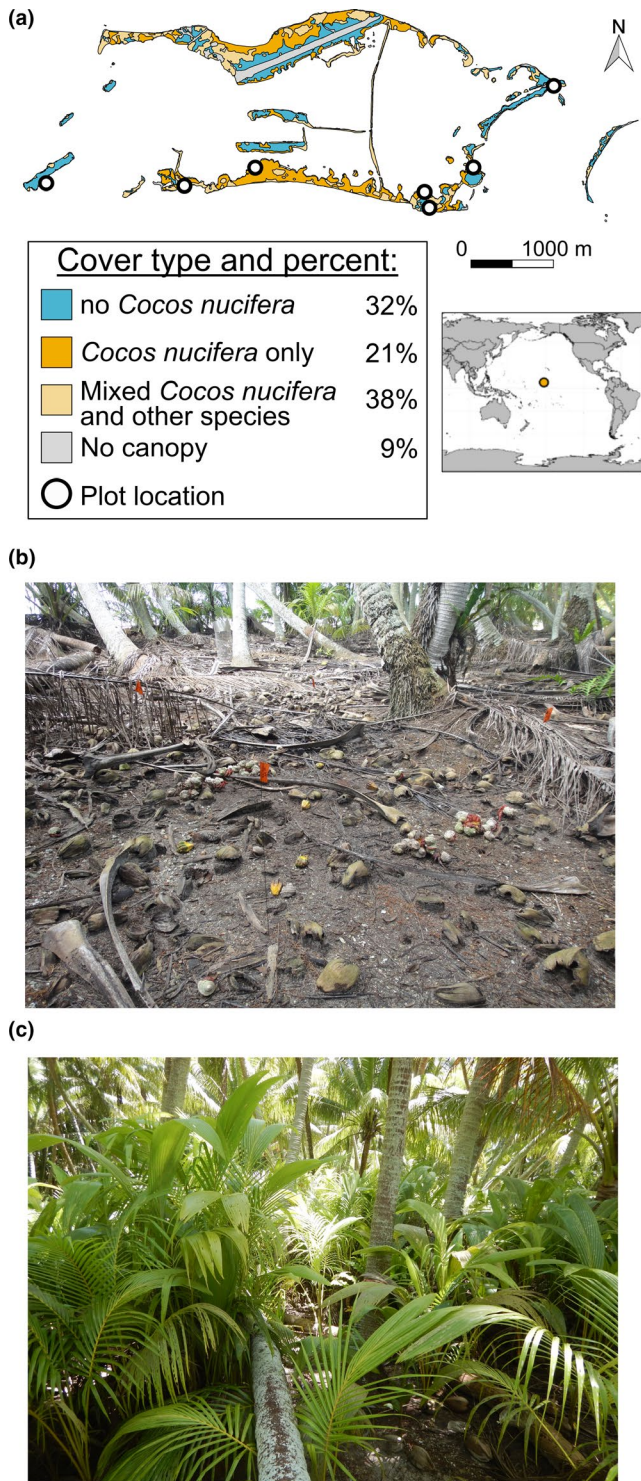 (a)
N
Cover type and percent:
no Cocos nucifera 32%
Cocos nucifera only 21%
Mixed Cocos nucifera
and other species 38%
No canopy 9%
Plot location
0 1000 m
(b)
(c)